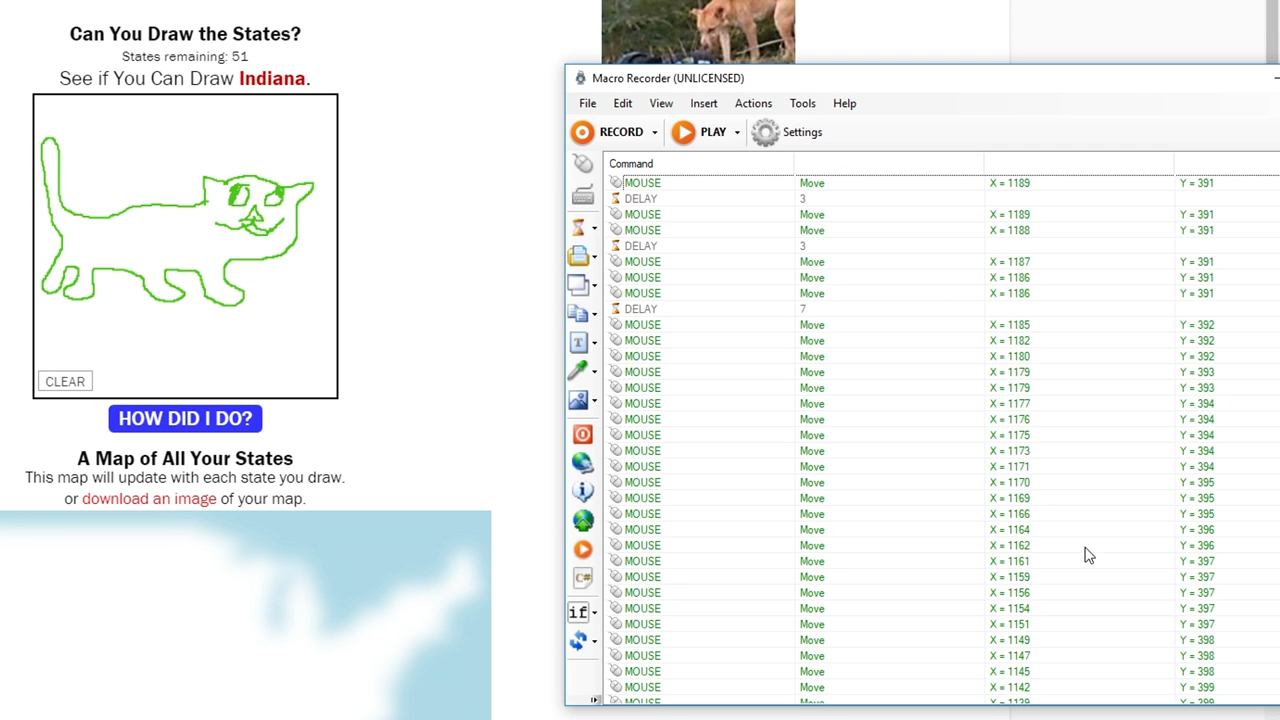 Can You Draw the States?
States remaining: 51
See if You Can Draw Indiana.
CLEAR
HOW DID I DO?
A Map of All Your States
This map will update with each state you draw.
or download an image of your map.
Macro Recorder (UNLICENSED)
File Edit View Insert Actions Tools Help
RECORD PLAY Settings
Command
MOUSE Move X = 1189 Y = 391
DELAY 3
MOUSE Move X = 1189 Y = 391
MOUSE Move X = 1188 Y = 391
DELAY 3
MOUSE Move X = 1187 Y = 391
MOUSE Move X = 1186 Y = 391
MOUSE Move X = 1186 Y = 391
DELAY 7
MOUSE Move X = 1185 Y = 392
MOUSE Move X = 1182 Y = 392
MOUSE Move X = 1180 Y = 392
MOUSE Move X = 1179 Y = 393
MOUSE Move X = 1179 Y = 393
MOUSE Move X = 1177 Y = 394
MOUSE Move X = 1176 Y = 394
MOUSE Move X = 1175 Y = 394
MOUSE Move X = 1173 Y = 394
MOUSE Move X = 1171 Y = 394
MOUSE Move X = 1170 Y = 395
MOUSE Move X = 1169 Y = 395
MOUSE Move X = 1166 Y = 395
MOUSE Move X = 1164 Y = 396
MOUSE Move X = 1162 Y = 396
MOUSE Move X = 1161 Y = 397
MOUSE Move X = 1159 Y = 397
MOUSE Move X = 1156 Y = 397
MOUSE Move X = 1154 Y = 397
MOUSE Move X = 1151 Y = 397
MOUSE Move X = 1149 Y = 398
MOUSE Move X = 1147 Y = 398
MOUSE Move X = 1145 Y = 398
MOUSE Move X = 1142 Y = 399
MOUSE Move X = 1139 Y = 399
T
C#
if